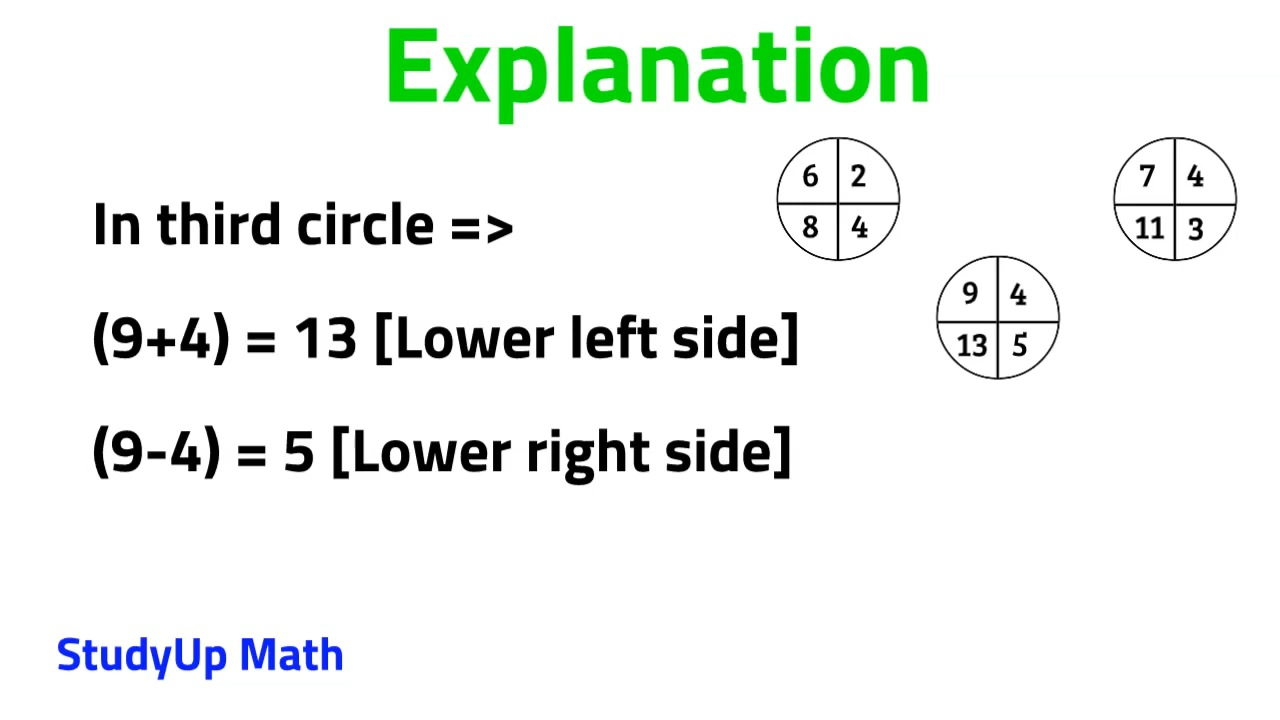 Explanation
In third circle =>
(9+4) = 13 [Lower left side]
(9-4) = 5 [Lower right side]
6 2
8 4
7 4
11 3
9 4
13 5
StudyUp Math